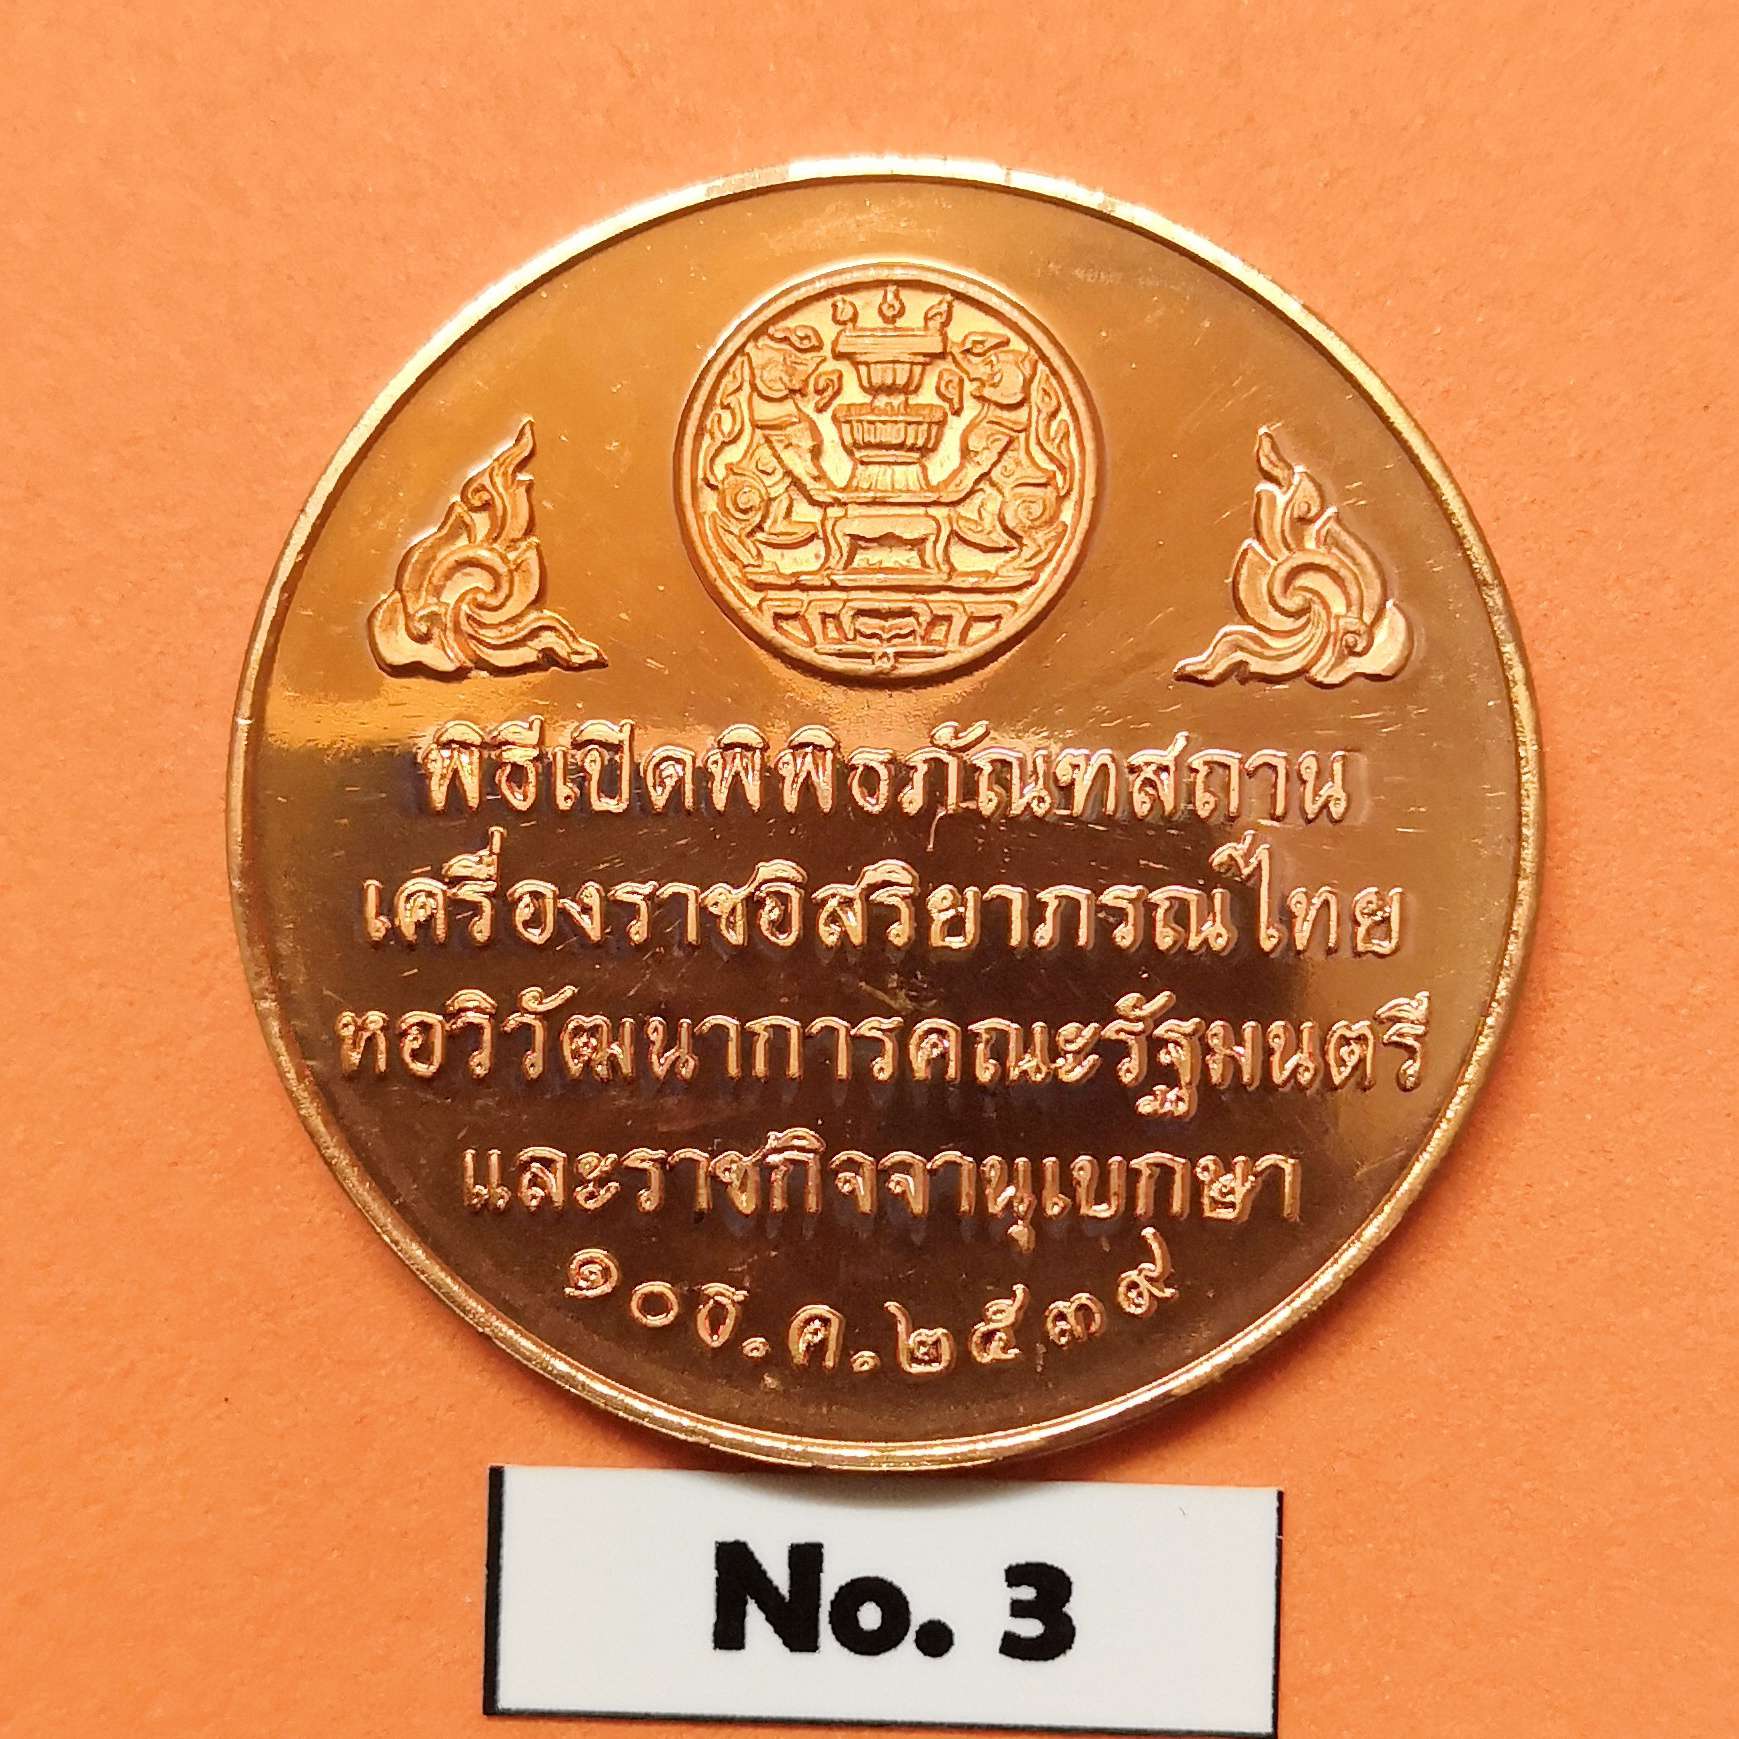 พิธีเปิดพิพิธภัณฑสถาน
เครื่องราชอิสริยาภรณ์ไทย
หอวิวัฒนาการคณะรัฐมนตรี
และราชกิจจานุเบกษา
๑๐ ธ.ค.๒๕๓๙
No. 3